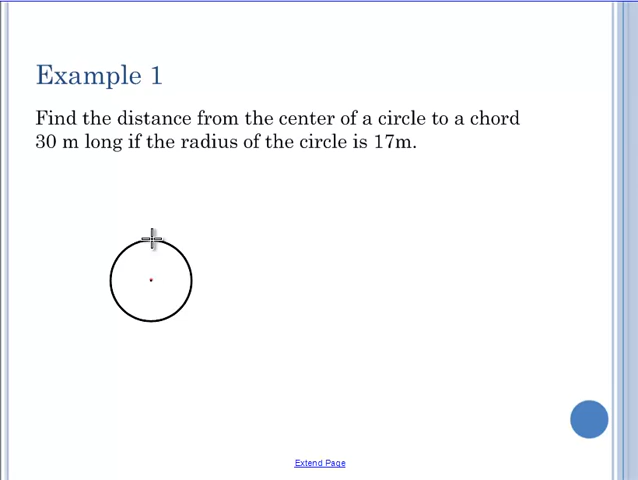 Example 1
Find the distance from the center of a circle to a chord
30 m long if the radius of the circle is 17m.
Extend Page